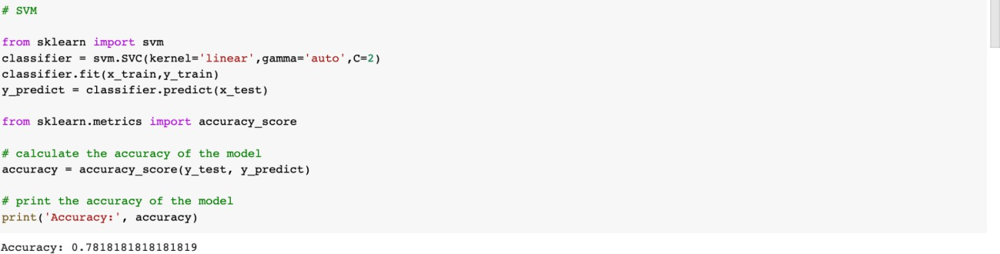 # SVM
from sklearn import svm
classifier = svm.SVC(kernel='linear',gamma='auto',C=2)
classifier.fit(x_train,y_train)
y_predict = classifier.predict(x_test)
from sklearn.metrics import accuracy_score
# calculate the accuracy of the model
accuracy = accuracy_score(y_test, y_predict)
# print the accuracy of the model
print('Accuracy:', accuracy)
Accuracy: 0.7818181818181819